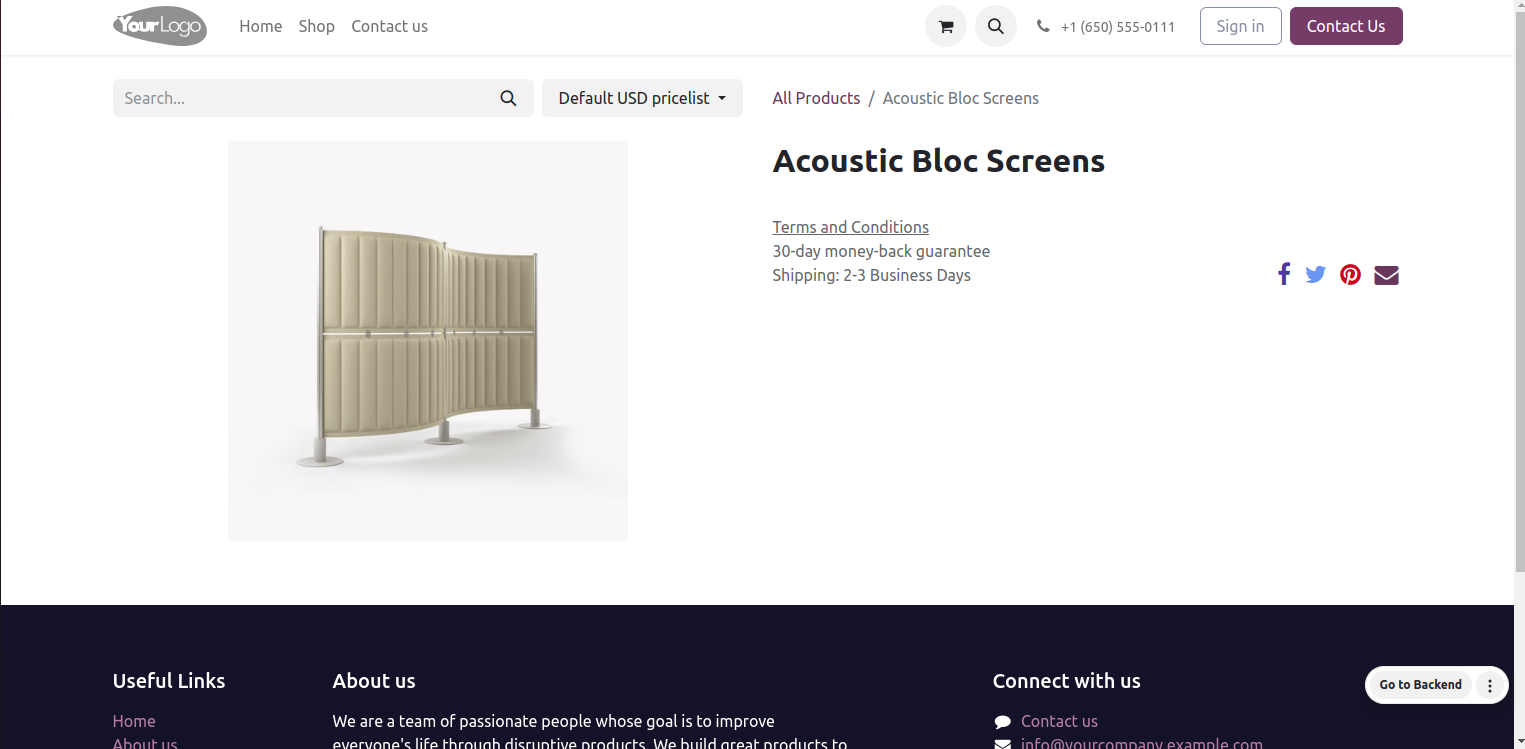 YourLogo
Home
Shop
Contact us
+1 (650) 555-0111
Sign in
Contact Us
Search...
Default USD pricelist
All Products / Acoustic Bloc Screens
Acoustic Bloc Screens
Terms and Conditions
30-day money-back guarantee
Shipping: 2-3 Business Days
Useful Links
Home
About us
About us
We are a team of passionate people whose goal is to improve
everyone's life through disruptive products. We build great products to
Connect with us
Contact us
info@yourcompany.example.com
Go to Backend